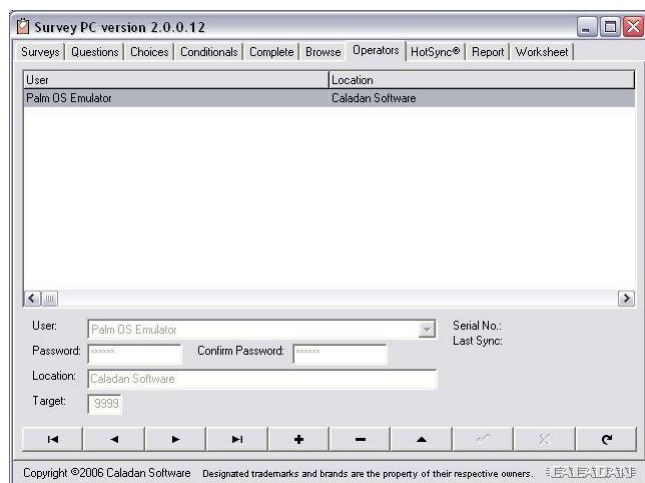 Survey PC version 2.0.0.12
Surveys Questions Choices Conditionals Complete Browse Operators HotSync® Report Worksheet
User Location
Palm OS Emulator Caladan Software
User: Palm OS Emulator Serial No.:
Last Sync:
Password: xxxxxx Confirm Password: xxxxxx
Location: Caladan Software
Target: 9999
Copyright ©2006 Caladan Software Designated trademarks and brands are the property of their respective owners. CALADAN